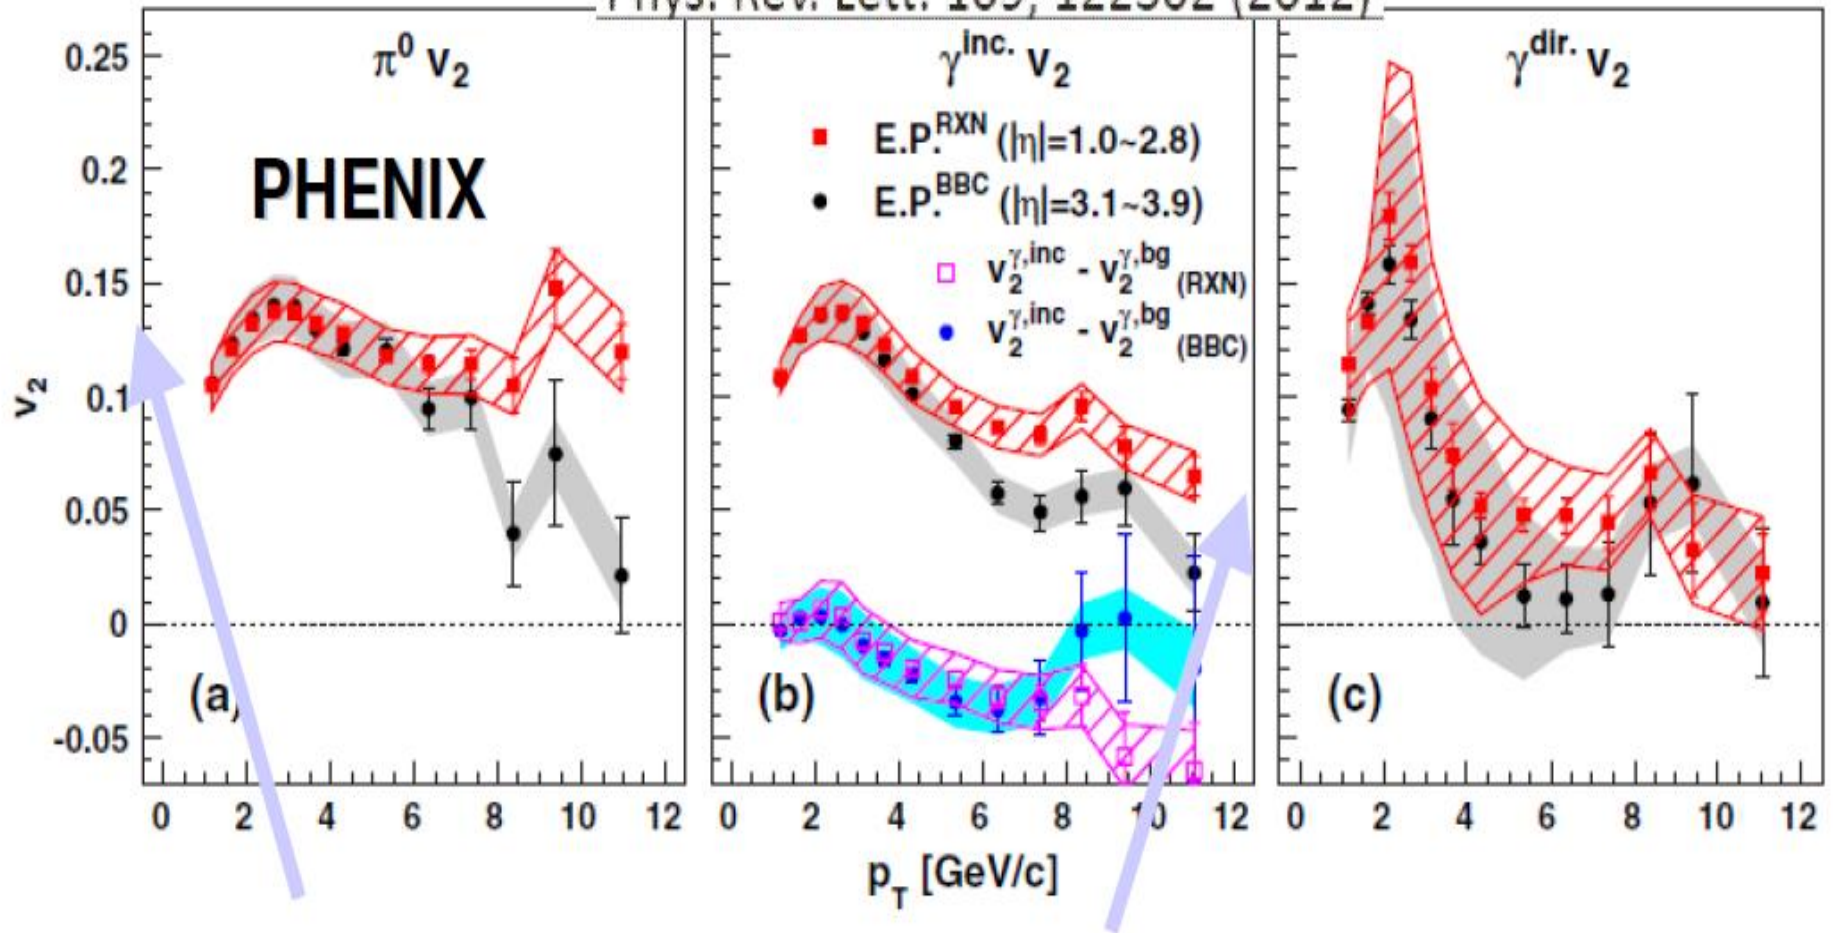 Phys. Rev. Lett. 109, 122302 (2012)
π⁰ v₂
γ^inc. v₂
γ^dir. v₂
PHENIX
E.P.^RXN (|η|=1.0~2.8)
E.P.^BBC (|η|=3.1~3.9)
v₂^γ,inc - v₂^γ,bg (RXN)
v₂^γ,inc - v₂^γ,bg (BBC)
v₂
0.25
0.2
0.15
0.1
0.05
0
-0.05
(a)
(b)
(c)
0 2 4 6 8 10 12
0 2 4 6 8 10 12
0 2 4 6 8 10 12
p_T [GeV/c]